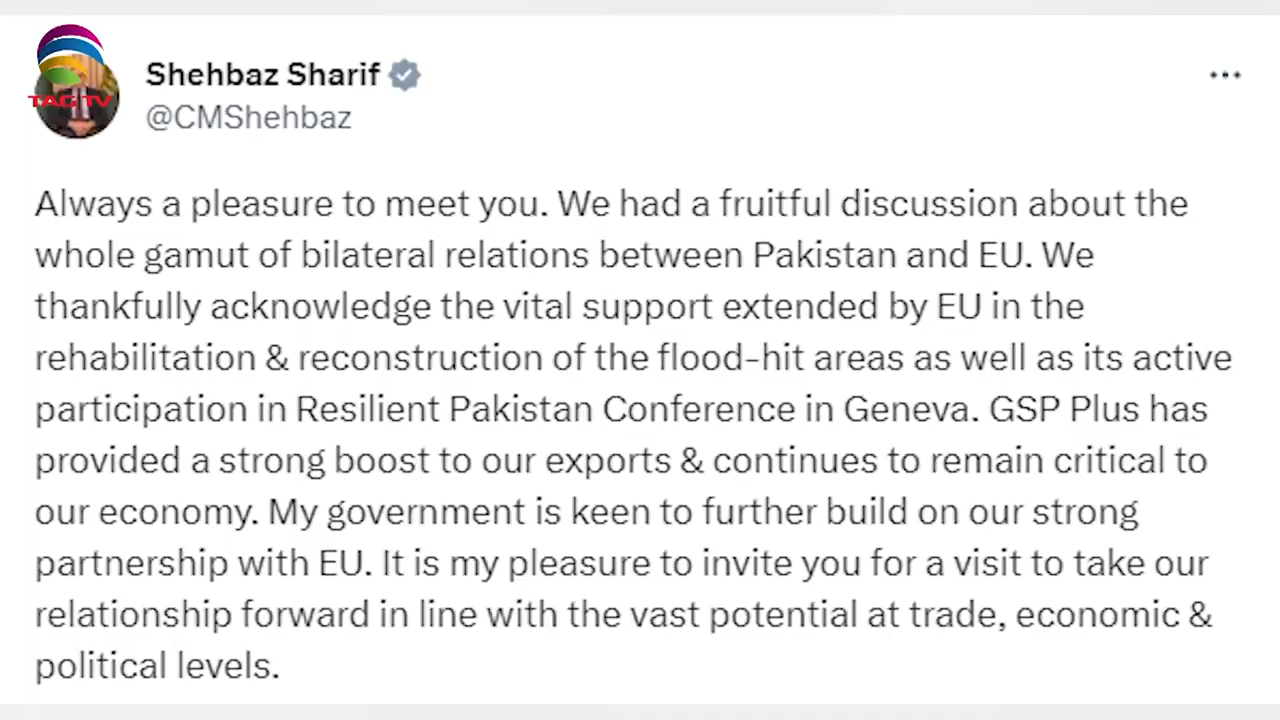 TAG TV
Shehbaz Sharif
@CMShehbaz
Always a pleasure to meet you. We had a fruitful discussion about the
whole gamut of bilateral relations between Pakistan and EU. We
thankfully acknowledge the vital support extended by EU in the
rehabilitation & reconstruction of the flood-hit areas as well as its active
participation in Resilient Pakistan Conference in Geneva. GSP Plus has
provided a strong boost to our exports & continues to remain critical to
our economy. My government is keen to further build on our strong
partnership with EU. It is my pleasure to invite you for a visit to take our
relationship forward in line with the vast potential at trade, economic &
political levels.